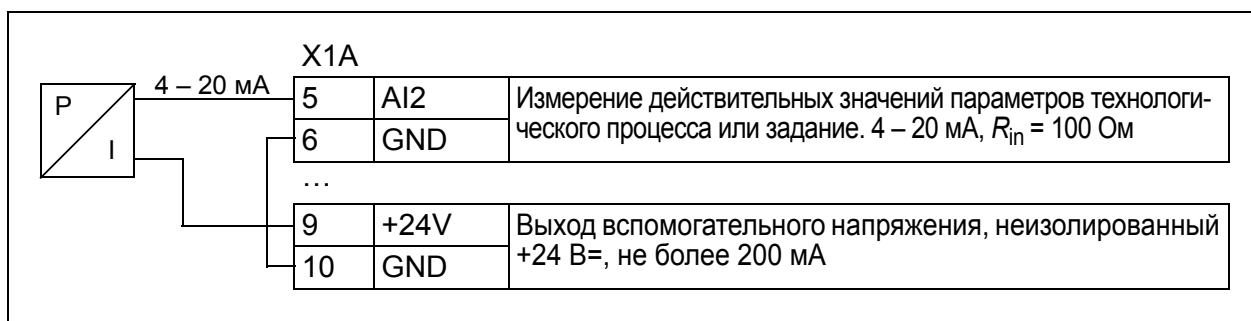 X1A
P
I
4 – 20 мА
5 AI2 Измерение действительных значений параметров технологи-
6 GND ческого процесса или задание. 4 – 20 мА, Rin = 100 Ом
…
9 +24V Выход вспомогательного напряжения, неизолированный
10 GND +24 В=, не более 200 мА